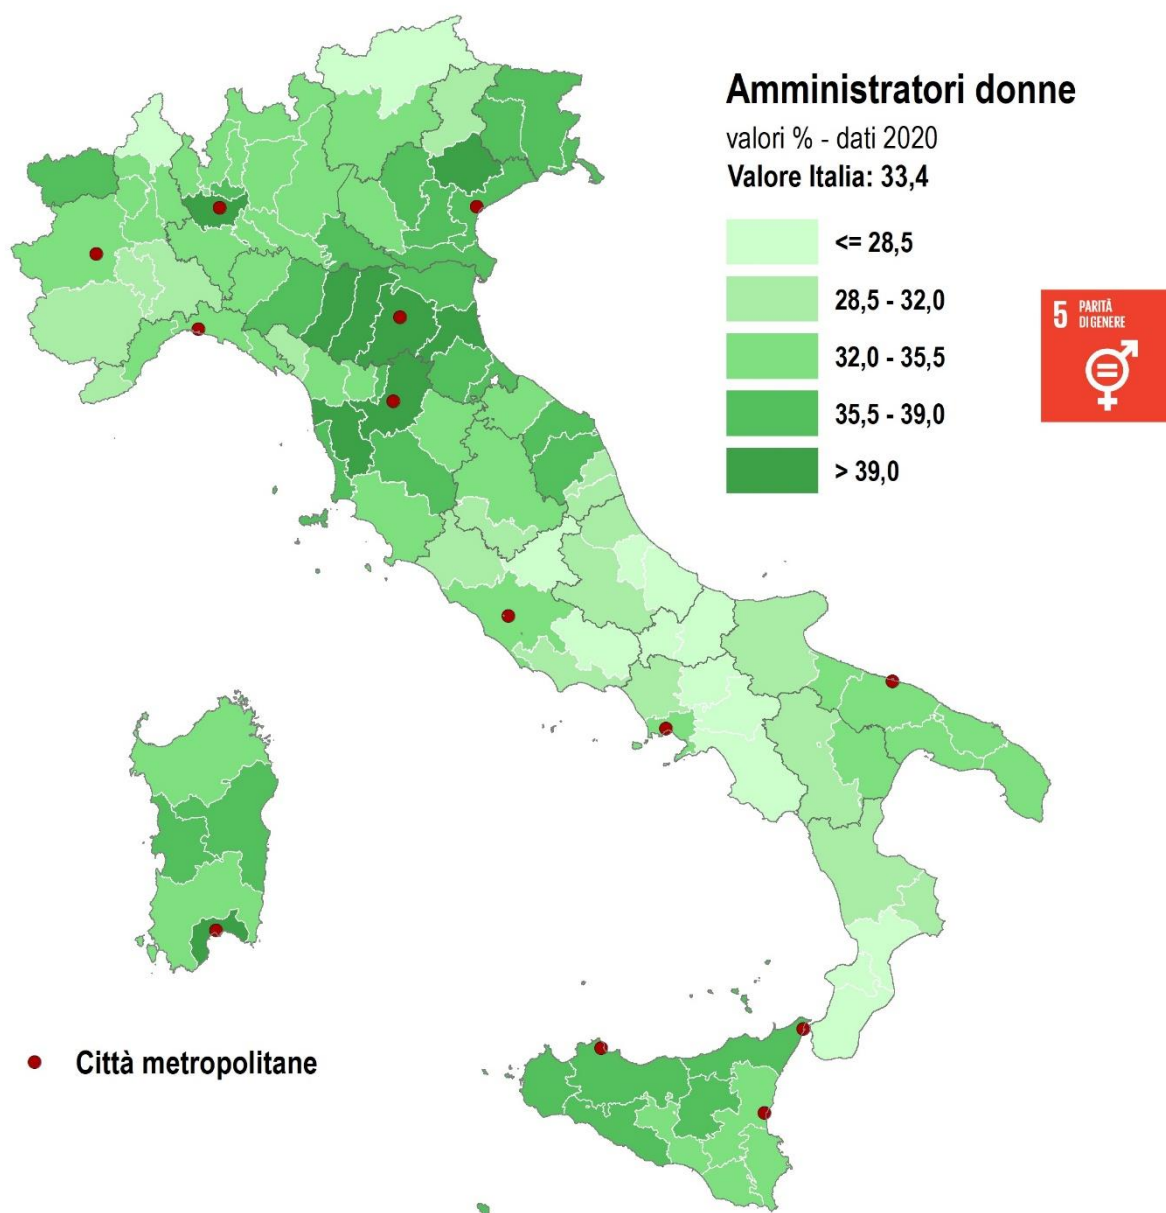 Amministratori donne
valori % - dati 2020
Valore Italia: 33,4
<= 28,5
28,5 - 32,0
32,0 - 35,5
35,5 - 39,0
> 39,0
5 PARITÀ
DI GENERE
Città metropolitane